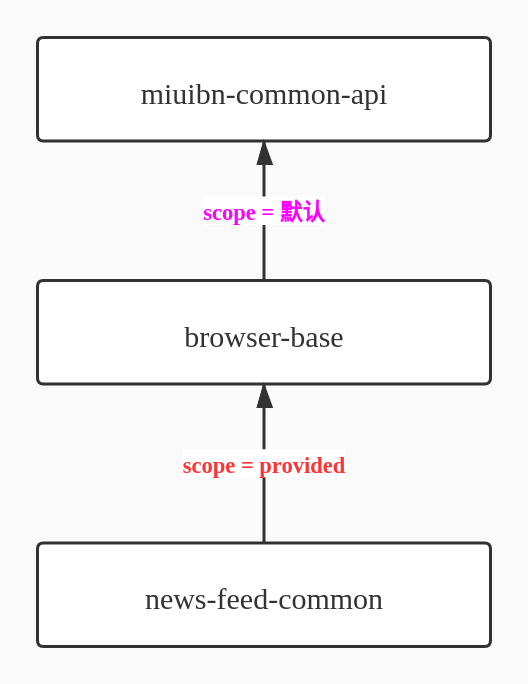 miuibn-common-api
scope = 默认
browser-base
scope = provided
news-feed-common